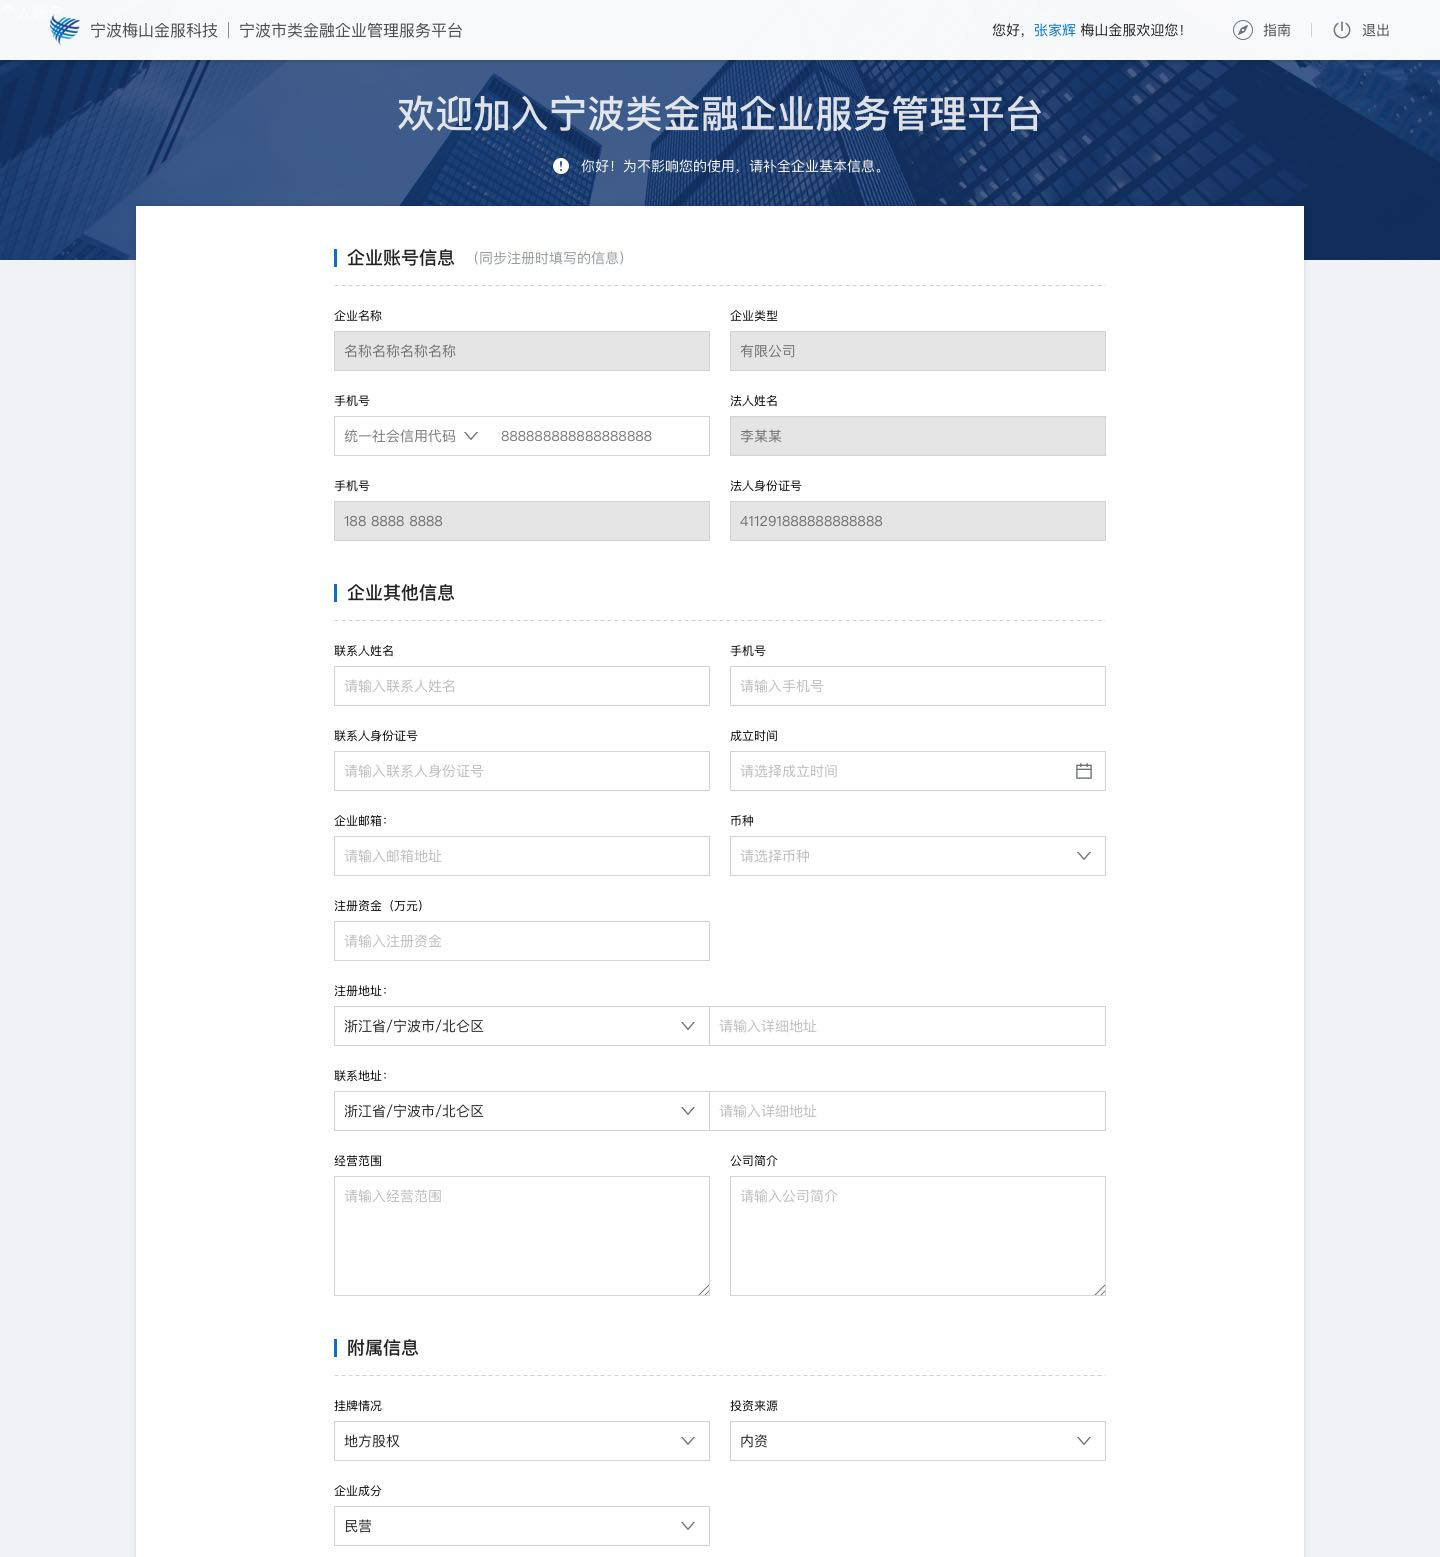 宁波梅山金服科技 | 宁波市类金融企业管理服务平台
您好，张家辉 梅山金服欢迎您！ 指南 退出
欢迎加入宁波类金融企业服务管理平台
你好！为不影响您的使用，请补全企业基本信息。
企业账号信息 （同步注册时填写的信息）
企业名称 企业类型
名称名称名称名称 有限公司
手机号 法人姓名
统一社会信用代码 888888888888888888 李某某
手机号 法人身份证号
188 8888 8888 411291888888888888
企业其他信息
联系人姓名 手机号
请输入联系人姓名 请输入手机号
联系人身份证号 成立时间
请输入联系人身份证号 请选择成立时间
企业邮箱： 币种
请输入邮箱地址 请选择币种
注册资金（万元）
请输入注册资金
注册地址：
浙江省/宁波市/北仑区 请输入详细地址
联系地址：
浙江省/宁波市/北仑区 请输入详细地址
经营范围 公司简介
请输入经营范围 请输入公司简介
附属信息
挂牌情况 投资来源
地方股权 内资
企业成分
民营